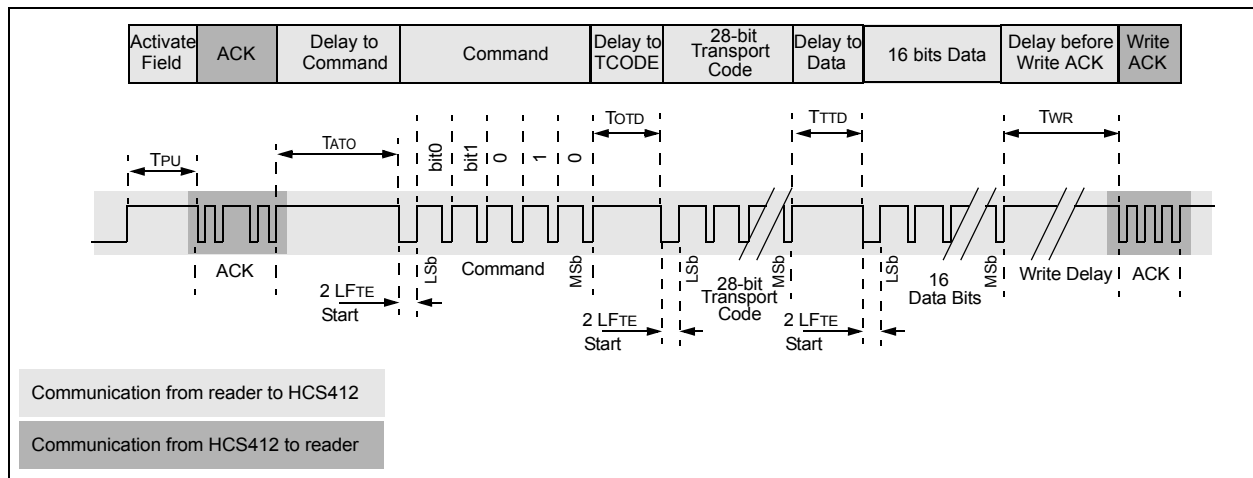 Activate
Field
ACK
Delay to
Command
Command
Delay to
TCODE
28-bit
Transport
Code
Delay to
Data
16 bits Data
Delay before
Write ACK
Write
ACK
TPU
TATO
bit0
bit1
0
1
0
TOTD
TTTD
TWR
ACK
LSb
Command
MSb
LSb
28-bit
Transport
Code
MSb
LSb
16
Data Bits
MSb
Write Delay
ACK
2 LFTE
Start
2 LFTE
Start
2 LFTE
Start
Communication from reader to HCS412
Communication from HCS412 to reader